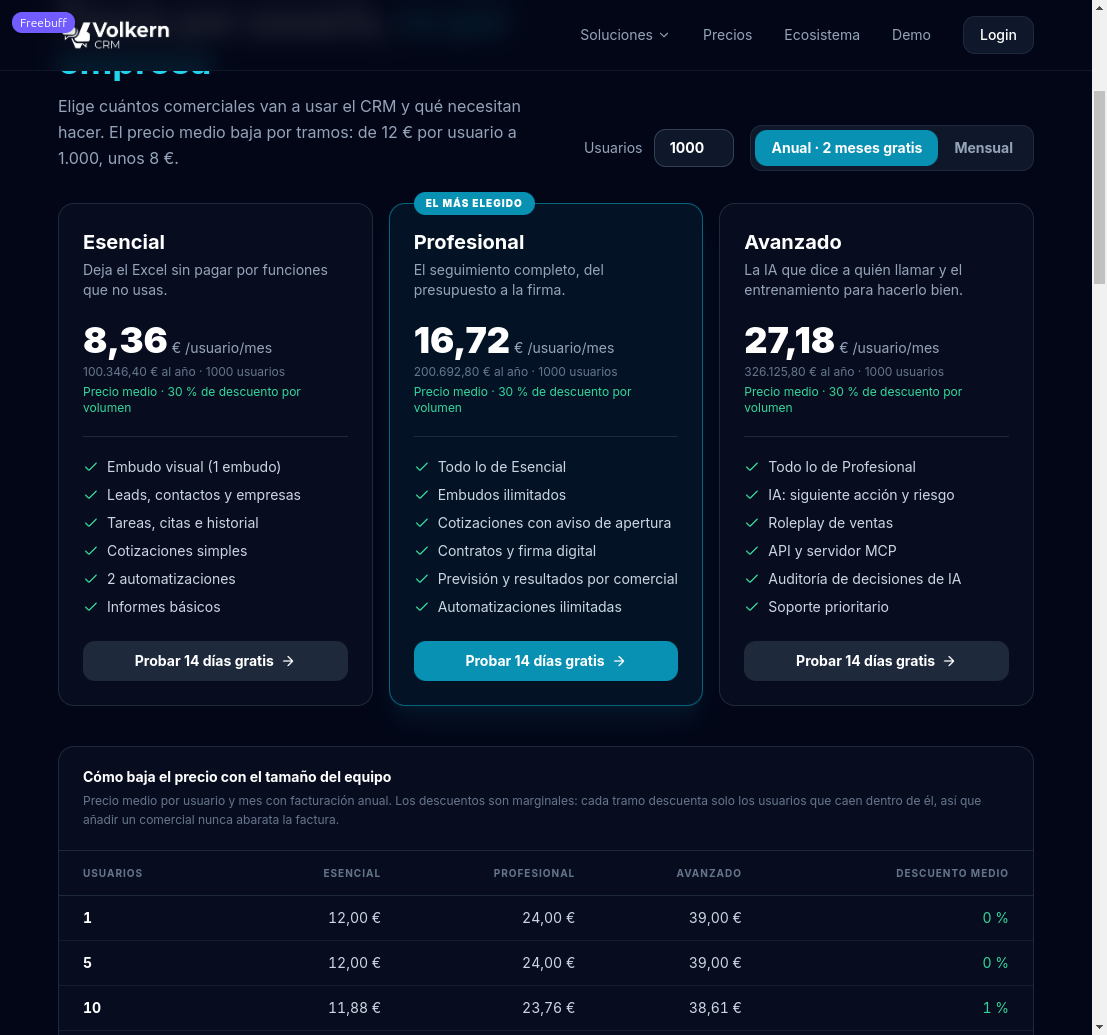 Freebuff
Volkern
CRM
Soluciones
Precios
Ecosistema
Demo
Login
empresa
Elige cuántos comerciales van a usar el CRM y qué necesitan
hacer. El precio medio baja por tramos: de 12 € por usuario a
1.000, unos 8 €.
Usuarios
1000
Anual · 2 meses gratis
Mensual
EL MÁS ELEGIDO
Esencial
Deja el Excel sin pagar por funciones
que no usas.
8,36 € /usuario/mes
100.346,40 € al año · 1000 usuarios
Precio medio · 30 % de descuento por
volumen
Embudo visual (1 embudo)
Leads, contactos y empresas
Tareas, citas e historial
Cotizaciones simples
2 automatizaciones
Informes básicos
Probar 14 días gratis →
Profesional
El seguimiento completo, del
presupuesto a la firma.
16,72 € /usuario/mes
200.692,80 € al año · 1000 usuarios
Precio medio · 30 % de descuento por
volumen
Todo lo de Esencial
Embudos ilimitados
Cotizaciones con aviso de apertura
Contratos y firma digital
Previsión y resultados por comercial
Automatizaciones ilimitadas
Probar 14 días gratis →
Avanzado
La IA que dice a quién llamar y el
entrenamiento para hacerlo bien.
27,18 € /usuario/mes
326.125,80 € al año · 1000 usuarios
Precio medio · 30 % de descuento por
volumen
Todo lo de Profesional
IA: siguiente acción y riesgo
Roleplay de ventas
API y servidor MCP
Auditoría de decisiones de IA
Soporte prioritario
Probar 14 días gratis →
Cómo baja el precio con el tamaño del equipo
Precio medio por usuario y mes con facturación anual. Los descuentos son marginales: cada tramo descuenta solo los usuarios que caen dentro de él, así que
añadir un comercial nunca abarata la factura.
USUARIOS ESENCIAL PROFESIONAL AVANZADO DESCUENTO MEDIO
1 12,00 € 24,00 € 39,00 € 0 %
5 12,00 € 24,00 € 39,00 € 0 %
10 11,88 € 23,76 € 38,61 € 1 %